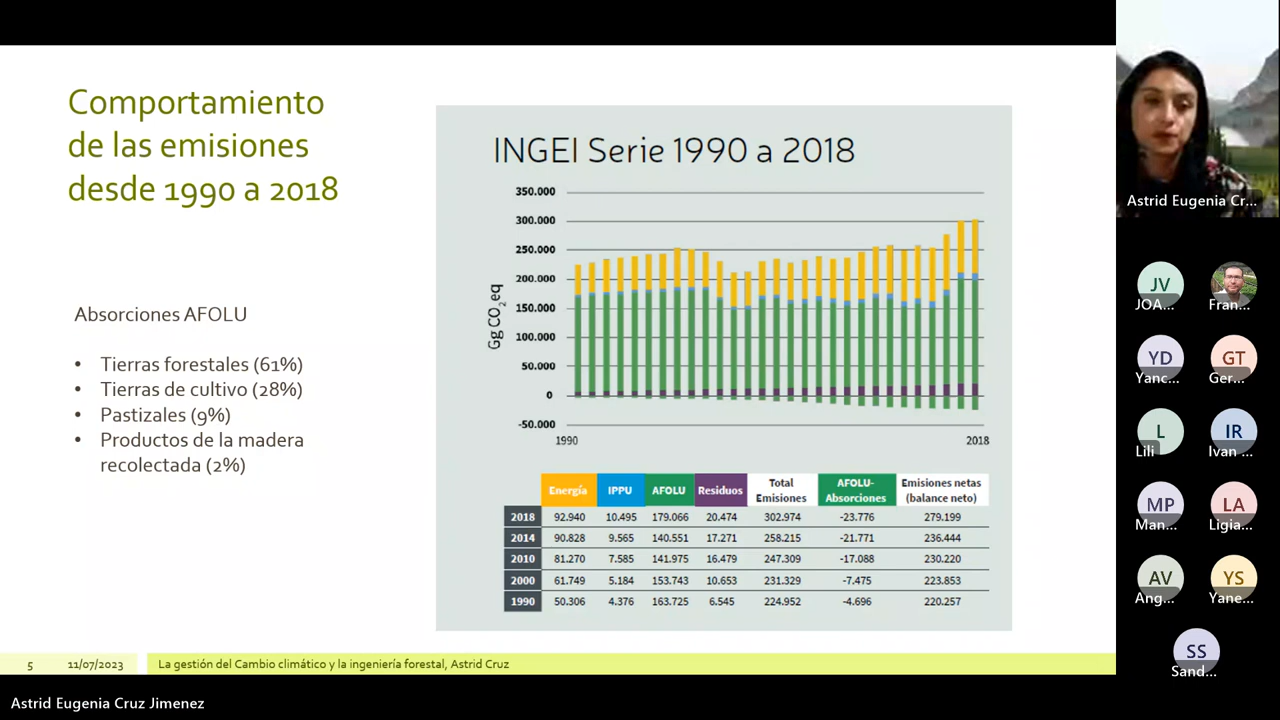 Comportamiento
de las emisiones
desde 1990 a 2018
Absorciones AFOLU
• Tierras forestales (61%)
• Tierras de cultivo (28%)
• Pastizales (9%)
• Productos de la madera
recolectada (2%)
INGEI Serie 1990 a 2018
Gg CO2eq
350.000
300.000
250.000
200.000
150.000
100.000
50.000
0
-50.000
1990 2018
Energía IPPU AFOLU Residuos Total Emisiones AFOLU-Absorciones Emisiones netas (balance neto)
2018 92.940 10.495 179.066 20.474 302.974 -23.776 279.199
2014 90.828 9.565 140.551 17.271 258.215 -21.771 236.444
2010 81.270 7.585 141.975 16.479 247.309 -17.088 230.220
2000 61.749 5.184 153.743 10.653 231.329 -7.475 223.853
1990 50.306 4.376 163.725 6.545 224.952 -4.696 220.257
5 11/07/2023 La gestión del Cambio climático y la ingeniería forestal, Astrid Cruz
Astrid Eugenia Cruz Jimenez
Astrid Eugenia Cr...
JV
JOA...
Fran...
YD
Yanc...
GT
Ger...
L
Lili
IR
Ivan ...
MP
Man...
LA
Ligia...
AV
Ang...
YS
Yane...
SS
Sand...